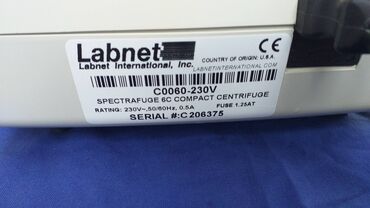 Labnet
CE
COUNTRY OF ORIGIN: U.S.A.
Labnet International, Inc.
LABNETINTERNATIONAL.COM
C0060-230V
SPECTRAFUGE 6C COMPACT CENTRIFUGE
RATING: 230V~,50/60Hz, 0.5A
FUSE 1.25AT
SERIAL #:C206375